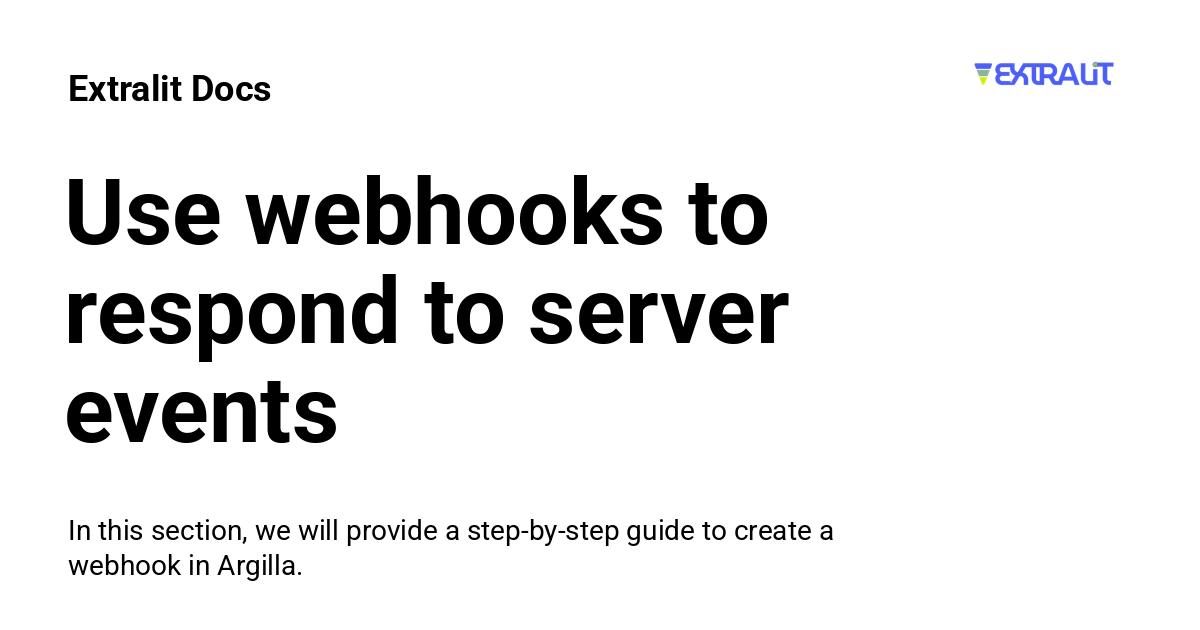 Extralit Docs
EXTRALIT
Use webhooks to
respond to server
events
In this section, we will provide a step-by-step guide to create a
webhook in Argilla.